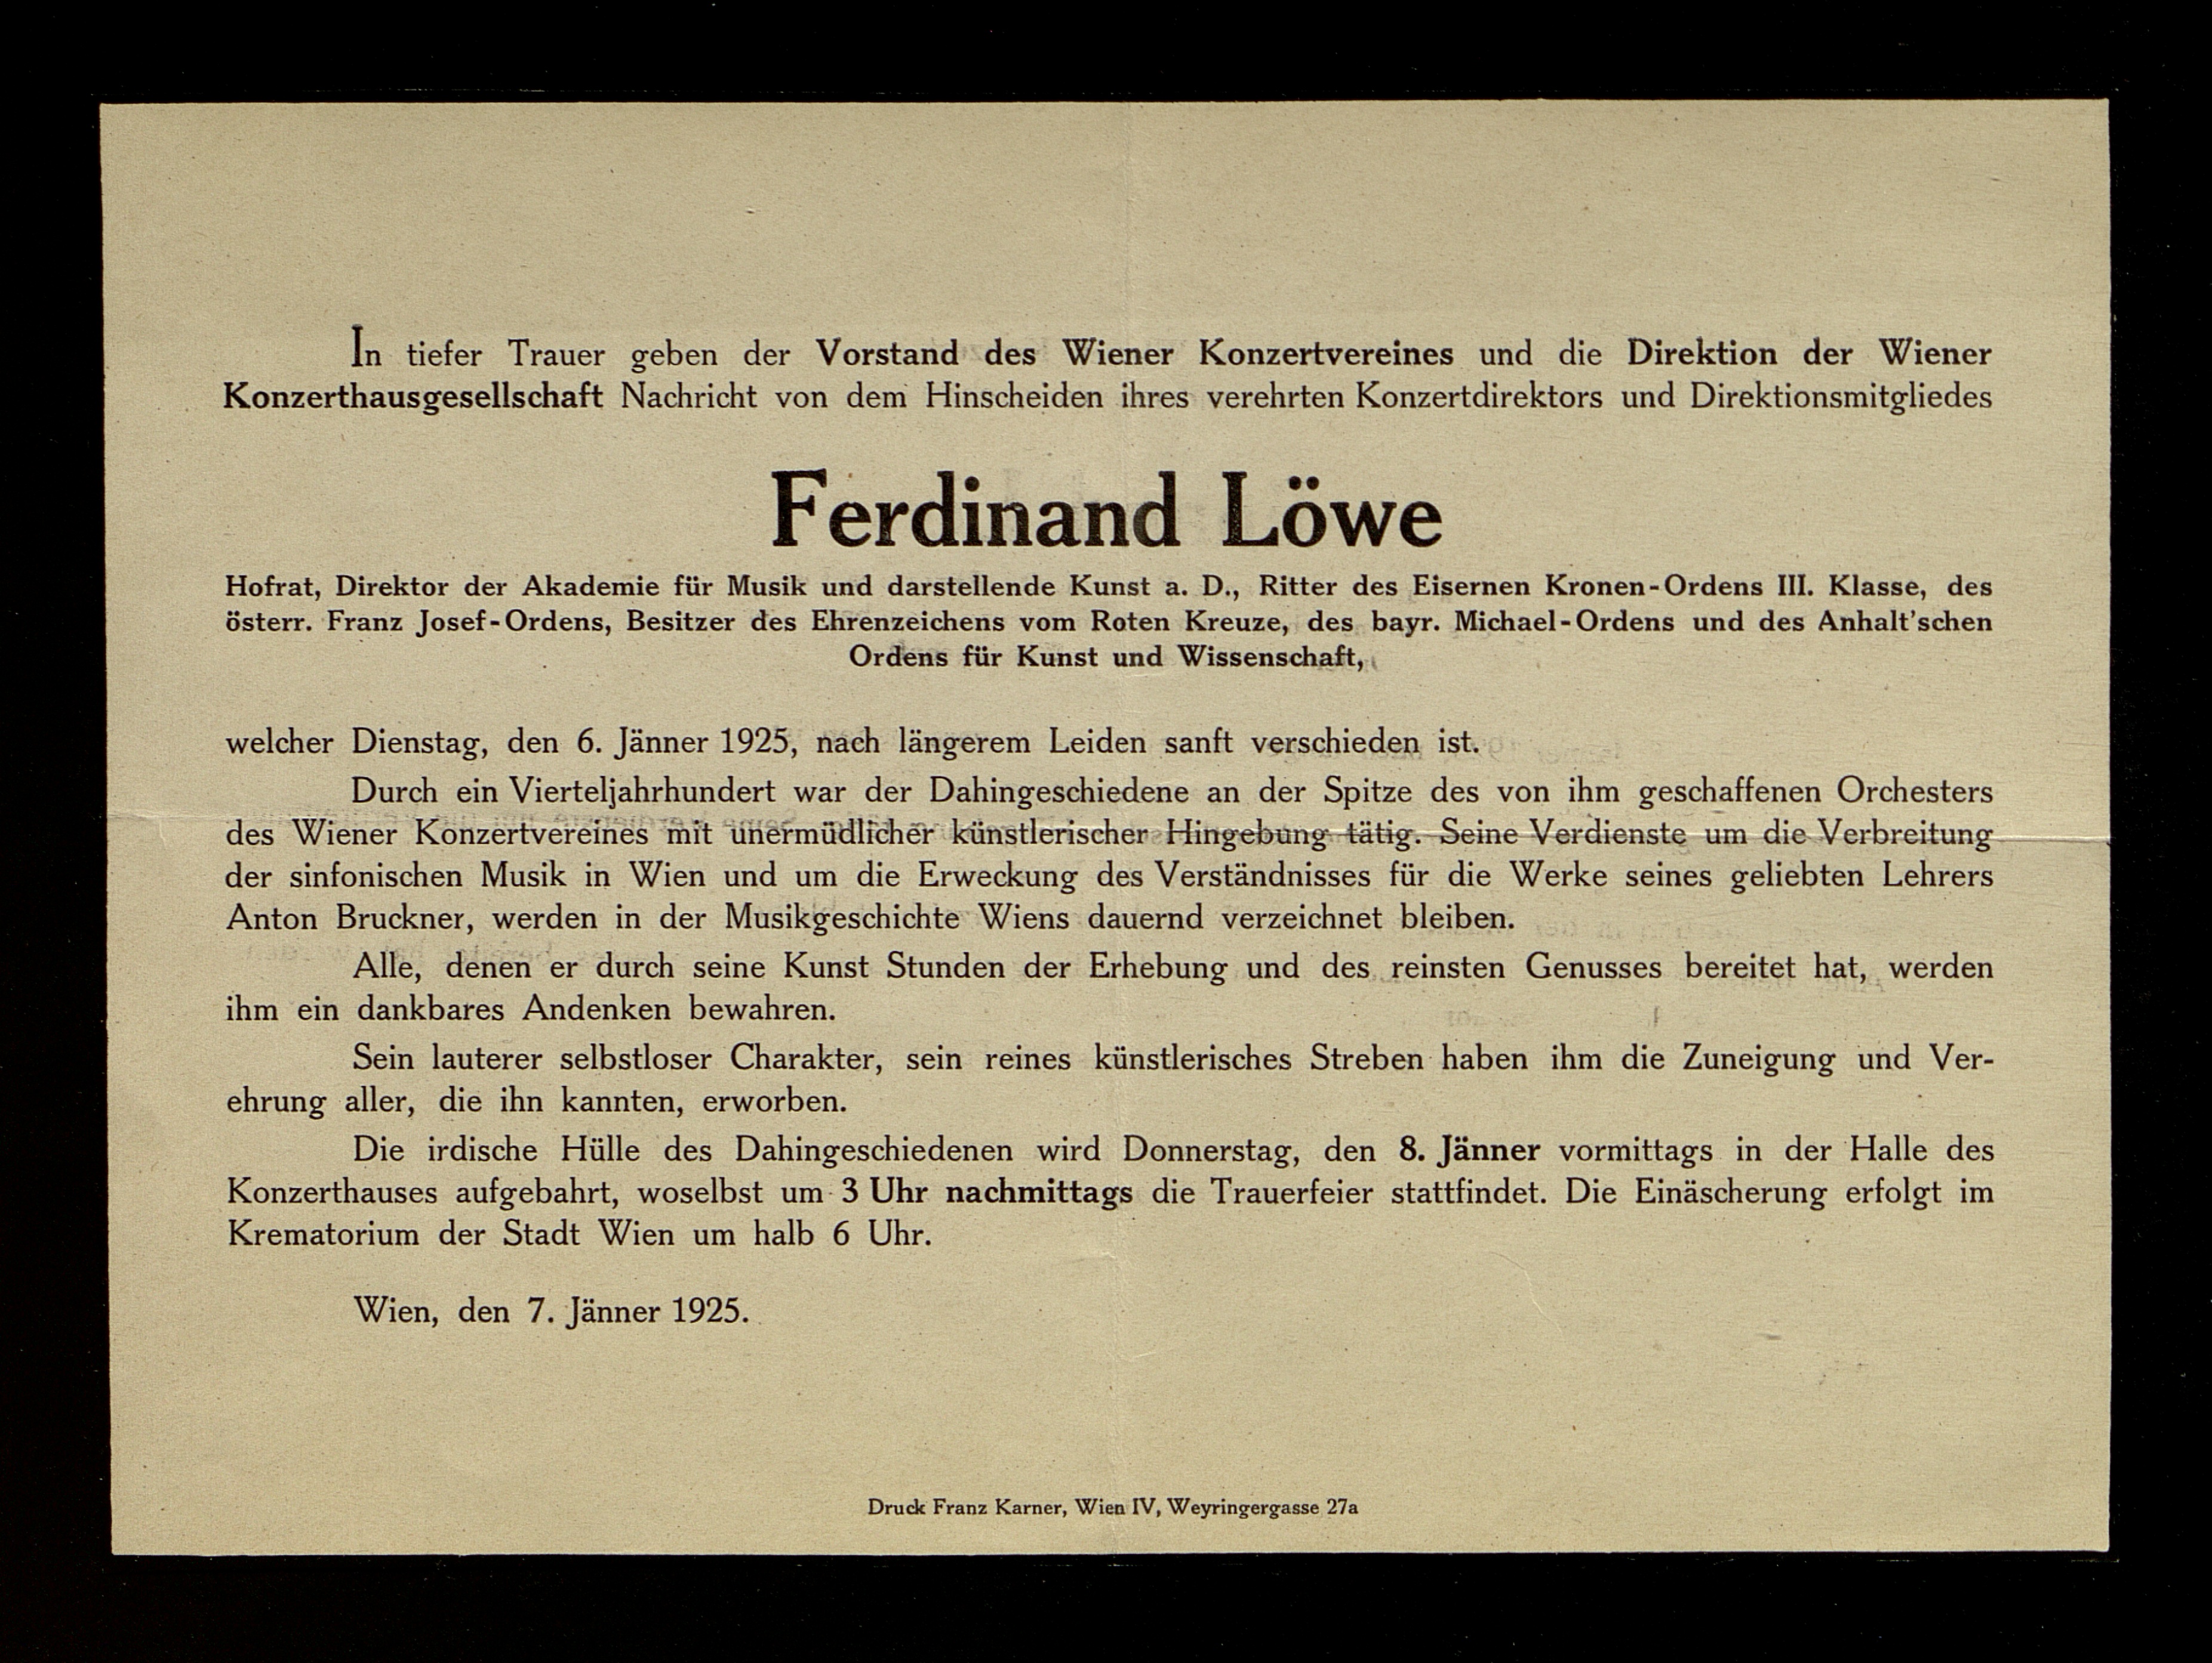 In tiefer Trauer geben der Vorstand des Wiener Konzertvereines und die Direktion der Wiener
Konzerthausgesellschaft Nachricht von dem Hinscheiden ihres verehrten Konzertdirektors und Direktionsmitgliedes
Ferdinand Löwe
Hofrat, Direktor der Akademie für Musik und darstellende Kunst a. D., Ritter des Eisernen Kronen-Ordens III. Klasse, des
österr. Franz Josef-Ordens, Besitzer des Ehrenzeichens vom Roten Kreuze, des bayr. Michael-Ordens und des Anhalt'schen
Ordens für Kunst und Wissenschaft,
welcher Dienstag, den 6. Jänner 1925, nach längerem Leiden sanft verschieden ist.
Durch ein Vierteljahrhundert war der Dahingeschiedene an der Spitze des von ihm geschaffenen Orchesters
des Wiener Konzertvereines mit unermüdlicher künstlerischer Hingebung tätig. Seine Verdienste um die Verbreitung
der sinfonischen Musik in Wien und um die Erweckung des Verständnisses für die Werke seines geliebten Lehrers
Anton Bruckner, werden in der Musikgeschichte Wiens dauernd verzeichnet bleiben.
Alle, denen er durch seine Kunst Stunden der Erhebung und des reinsten Genusses bereitet hat, werden
ihm ein dankbares Andenken bewahren.
Sein lauterer selbstloser Charakter, sein reines künstlerisches Streben haben ihm die Zuneigung und Ver-
ehrung aller, die ihn kannten, erworben.
Die irdische Hülle des Dahingeschiedenen wird Donnerstag, den 8. Jänner vormittags in der Halle des
Konzerthauses aufgebahrt, woselbst um 3 Uhr nachmittags die Trauerfeier stattfindet. Die Einäscherung erfolgt im
Krematorium der Stadt Wien um halb 6 Uhr.
Wien, den 7. Jänner 1925.
Druck Franz Karner, Wien IV, Weyringergasse 27a